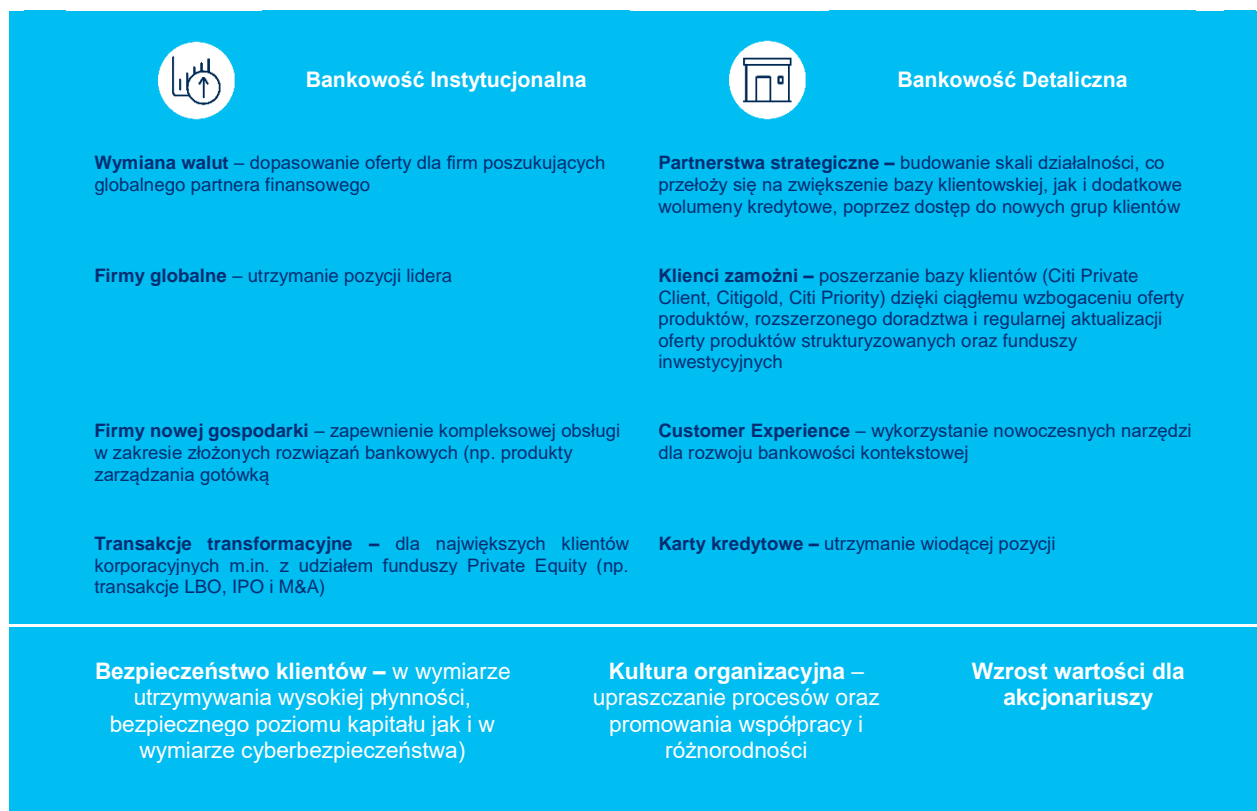 Bankowość Instytucjonalna
Wymiana walut – dopasowanie oferty dla firm poszukujących
globalnego partnera finansowego
Firmy globalne – utrzymanie pozycji lidera
Firmy nowej gospodarki – zapewnienie kompleksowej obsługi
w zakresie złożonych rozwiązań bankowych (np. produkty
zarządzania gotówką
Transakcje transformacyjne – dla największych klientów
korporacyjnych m.in. z udziałem funduszy Private Equity (np.
transakcje LBO, IPO i M&A)
Bankowość Detaliczna
Partnerstwa strategiczne – budowanie skali działalności, co
przełoży się na zwiększenie bazy klientowskiej, jak i dodatkowe
wolumeny kredytowe, poprzez dostęp do nowych grup klientów
Klienci zamożni – poszerzanie bazy klientów (Citi Private
Client, Citigold, Citi Priority) dzięki ciągłemu wzbogaceniu oferty
produktów, rozszerzonego doradztwa i regularnej aktualizacji
oferty produktów strukturyzowanych oraz funduszy
inwestycyjnych
Customer Experience – wykorzystanie nowoczesnych narzędzi
dla rozwoju bankowości kontekstowej
Karty kredytowe – utrzymanie wiodącej pozycji
Bezpieczeństwo klientów – w wymiarze
utrzymywania wysokiej płynności,
bezpiecznego poziomu kapitału jak i w
wymiarze cyberbezpieczeństwa)
Kultura organizacyjna –
upraszczanie procesów oraz
promowania współpracy i
różnorodności
Wzrost wartości dla
akcjonariuszy